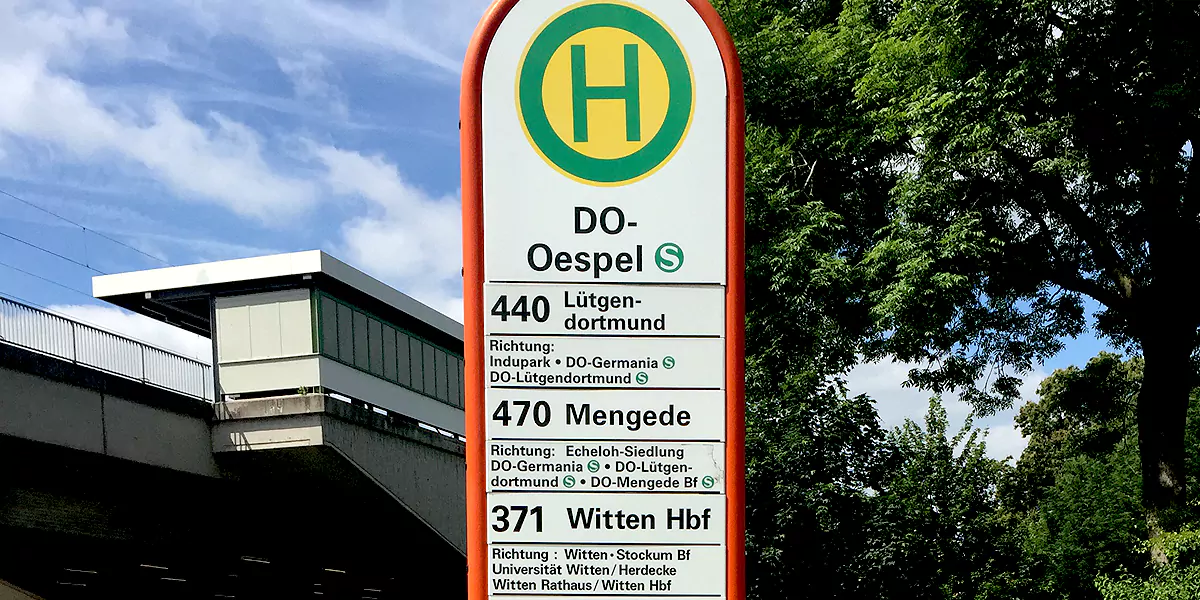 H
DO-
Oespel S
440 Lütgen-
dortmund
Richtung:
Indupark • DO-Germania S
DO-Lütgendortmund S
470 Mengede
Richtung: Echeloh-Siedlung
DO-Germania S • DO-Lütgen-
dortmund S • DO-Mengede Bf S
371 Witten Hbf
Richtung : Witten • Stockum Bf
Universität Witten/Herdecke
Witten Rathaus/Witten Hbf